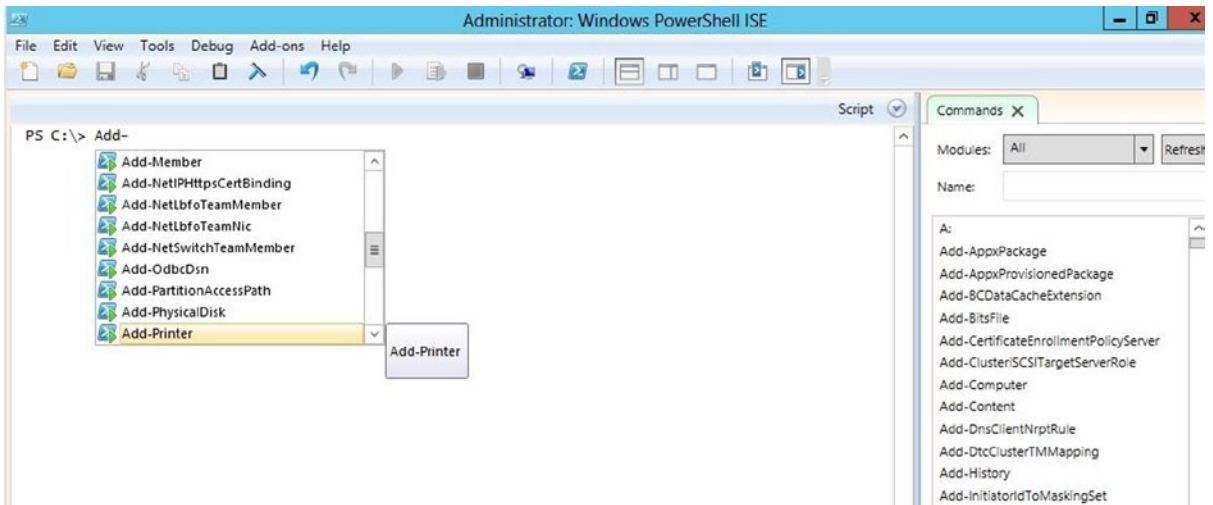 Administrator: Windows PowerShell ISE
File Edit View Tools Debug Add-ons Help
Script
PS C:\> Add-
Add-Member
Add-NetIPHttpsCertBinding
Add-NetLbfoTeamMember
Add-NetLbfoTeamNic
Add-NetSwitchTeamMember
Add-OdbcDsn
Add-PartitionAccessPath
Add-PhysicalDisk
Add-Printer
Add-Printer
Commands X
Modules: All Refresh
Name:
A:
Add-AppxPackage
Add-AppxProvisionedPackage
Add-BCDataCacheExtension
Add-BitsFile
Add-CertificateEnrollmentPolicyServer
Add-ClusteriSCSITargetServerRole
Add-Computer
Add-Content
Add-DnsClientNrptRule
Add-DtcClusterTMMapping
Add-History
Add-InitiatorIdToMaskingSet